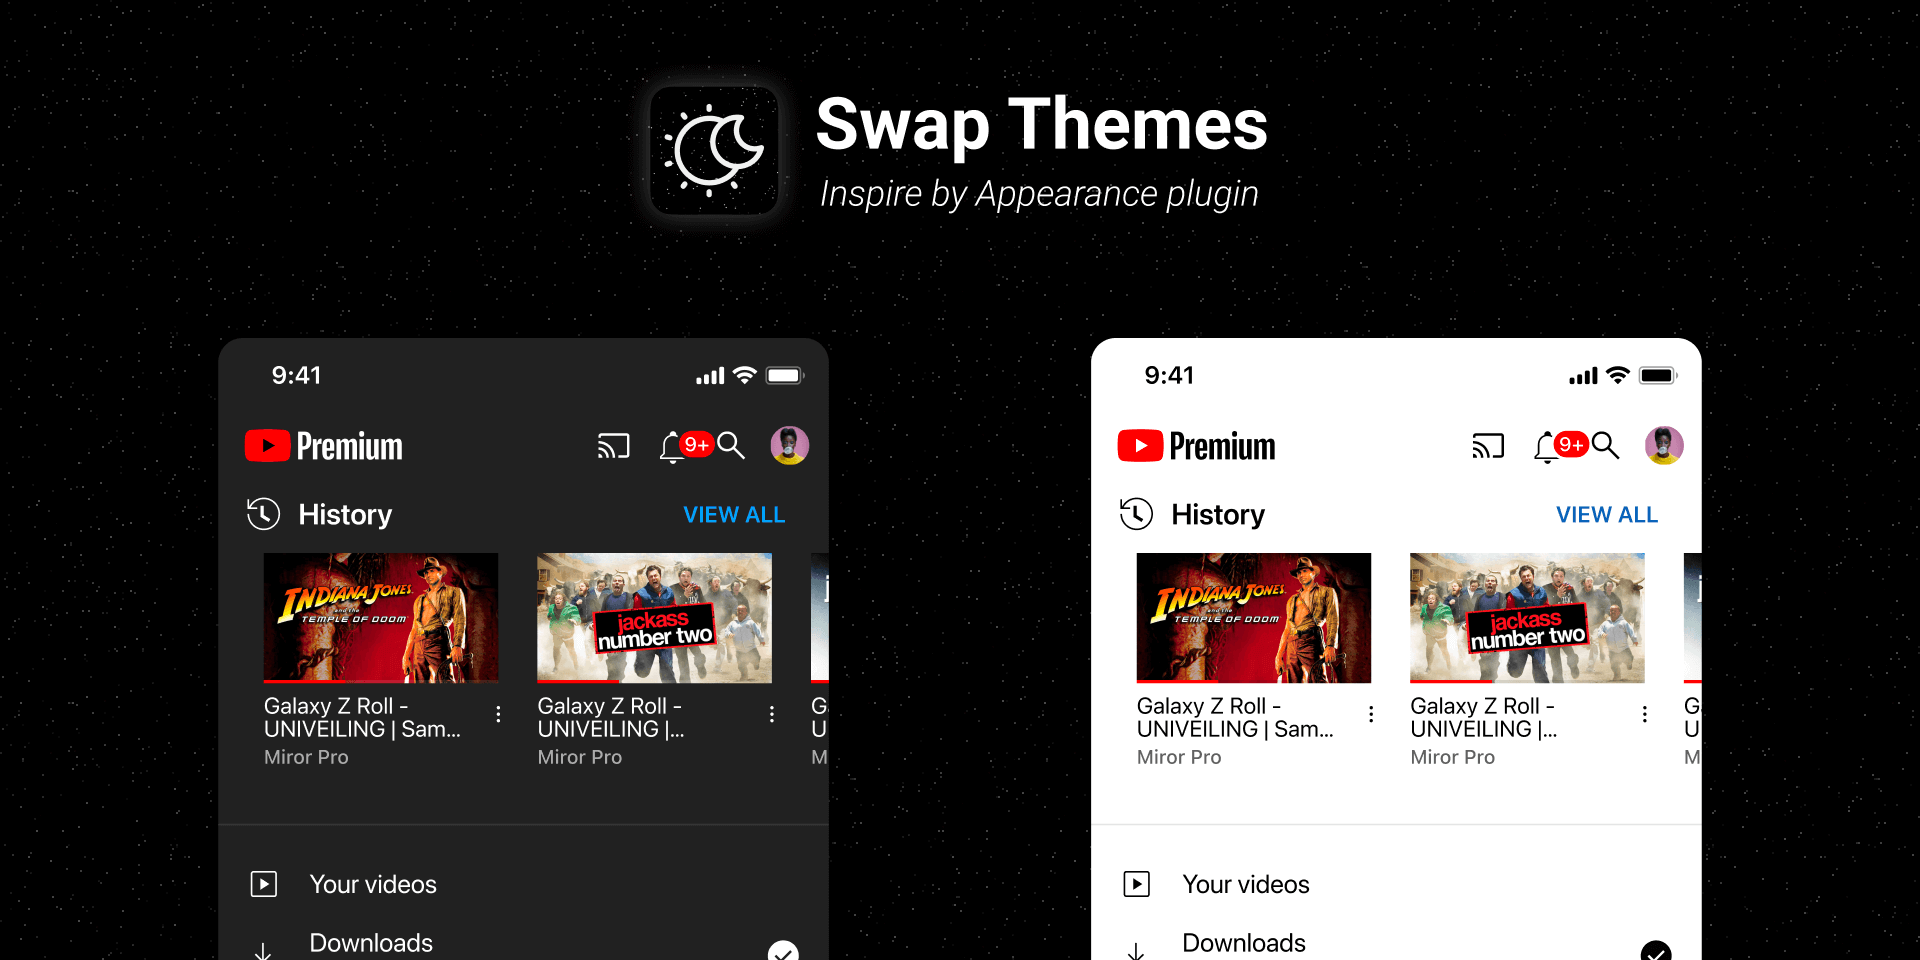 Swap Themes
Inspire by Appearance plugin
9:41
Premium
9+
History
VIEW ALL
INDIANA JONES
and the
TEMPLE OF DOOM
jackass
number two
Galaxy Z Roll -
UNIVEILING | Sam...
Miror Pro
Galaxy Z Roll -
UNIVEILING |...
Miror Pro
G
U
M
Your videos
Downloads
9:41
Premium
9+
History
VIEW ALL
INDIANA JONES
and the
TEMPLE OF DOOM
jackass
number two
Galaxy Z Roll -
UNIVEILING | Sam...
Miror Pro
Galaxy Z Roll -
UNIVEILING |...
Miror Pro
G
U
M
Your videos
Downloads